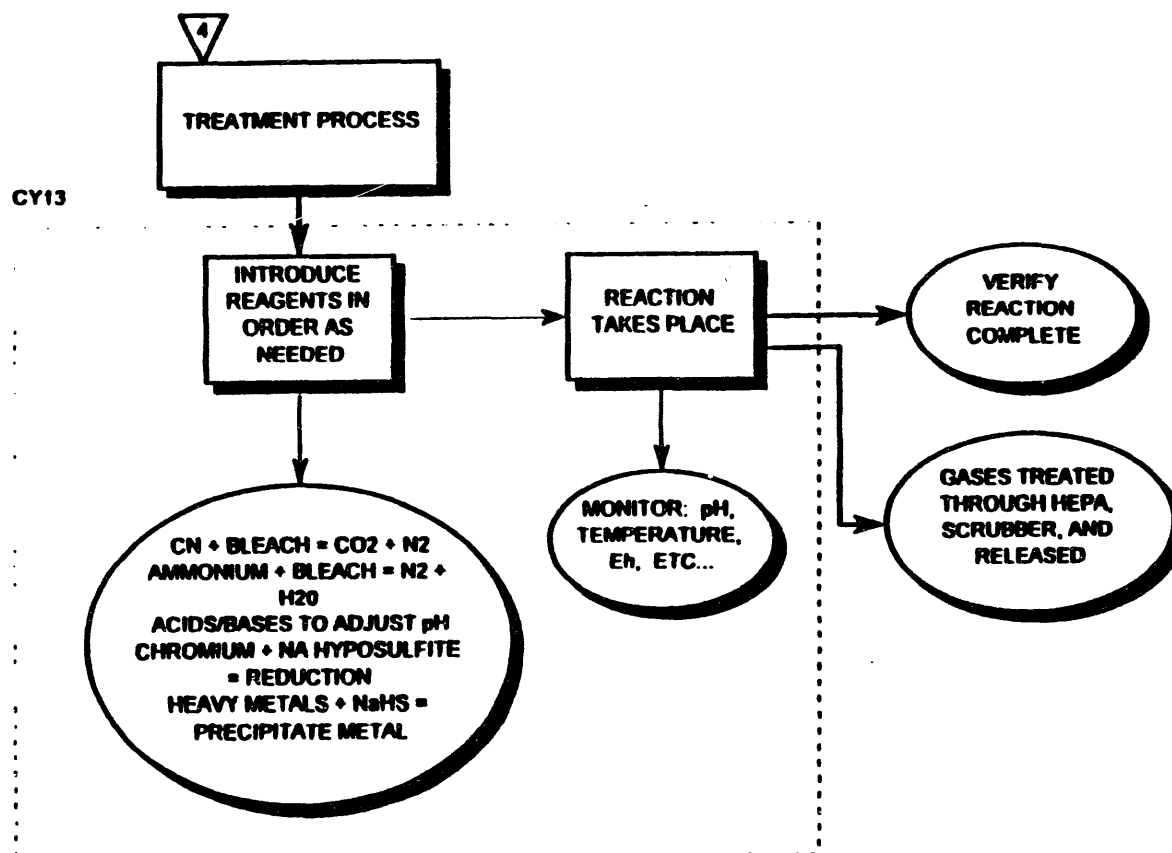 4
TREATMENT PROCESS
CY13
INTRODUCE
REAGENTS IN
ORDER AS
NEEDED
REACTION
TAKES PLACE
VERIFY
REACTION
COMPLETE
MONITOR: pH,
TEMPERATURE,
Eh, ETC...
GASES TREATED
THROUGH HEPA,
SCRUBBER, AND
RELEASED
CN + BLEACH = CO2 + N2
AMMONIUM + BLEACH = N2 +
H20
ACIDS/BASES TO ADJUST pH
CHROMIUM + NA HYPOSULFITE
= REDUCTION
HEAVY METALS + NaHS =
PRECIPITATE METAL